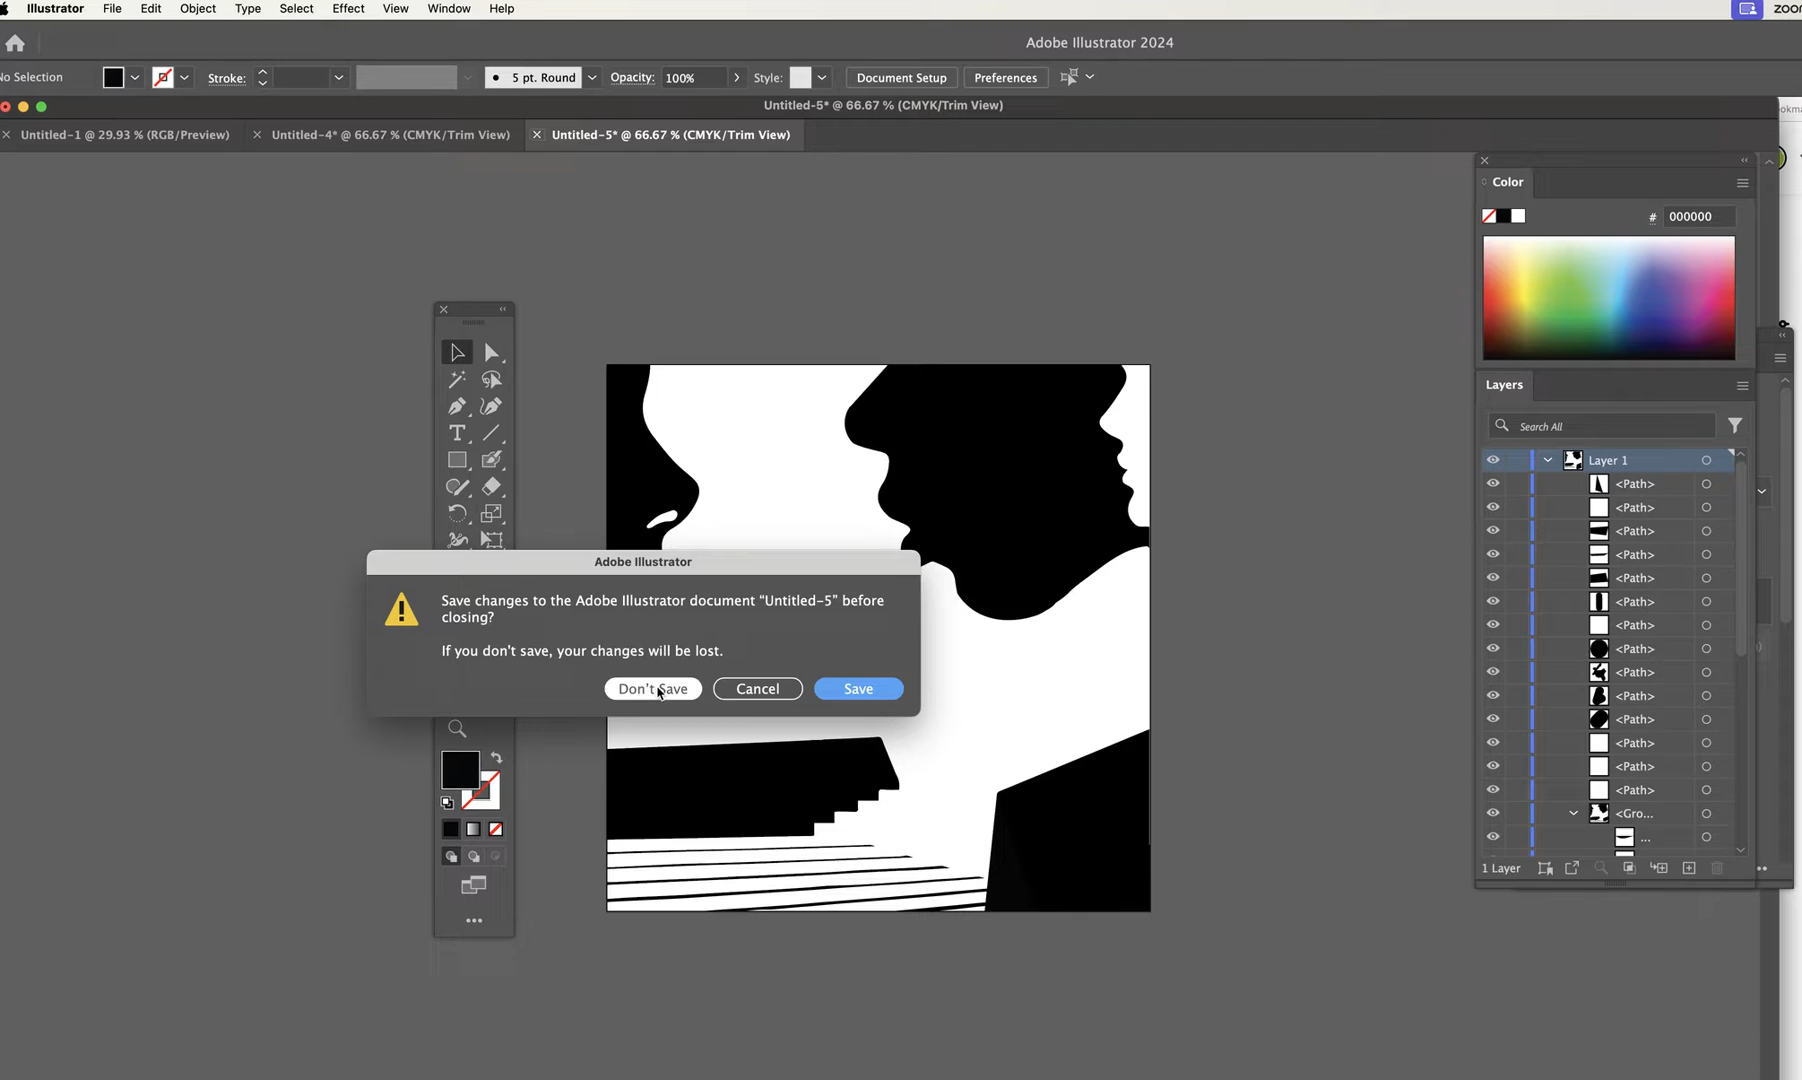 Illustrator File Edit Object Type Select Effect View Window Help
Adobe Illustrator 2024
No Selection Stroke: 5 pt. Round Opacity: 100% Style: Document Setup Preferences
Untitled-5* @ 66.67 % (CMYK/Trim View)
Untitled-1 @ 29.93 % (RGB/Preview) Untitled-4* @ 66.67 % (CMYK/Trim View) Untitled-5* @ 66.67 % (CMYK/Trim View)
Color
# 000000
Layers
Search All
Layer 1
<Path>
<Path>
<Path>
<Path>
<Path>
<Path>
<Path>
<Path>
<Path>
<Path>
<Path>
<Path>
<Path>
<Path>
<Gro...
...
1 Layer
Adobe Illustrator
Save changes to the Adobe Illustrator document “Untitled-5” before
closing?
If you don't save, your changes will be lost.
Don't Save Cancel Save